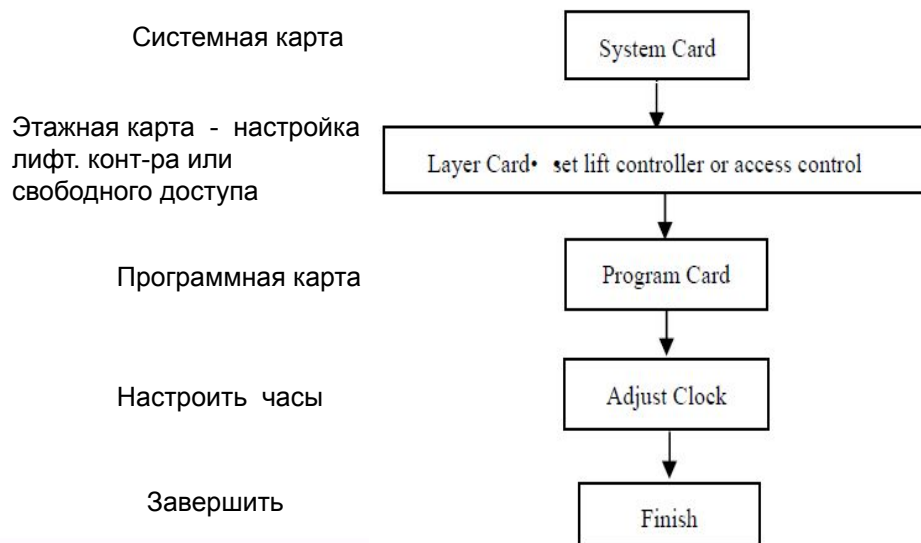 Системная карта
System Card
Этажная карта - настройка
лифт. конт-ра или
свободного доступа
Layer Card• •set lift controller or access control
Программная карта
Program Card
Настроить часы
Adjust Clock
Завершить
Finish